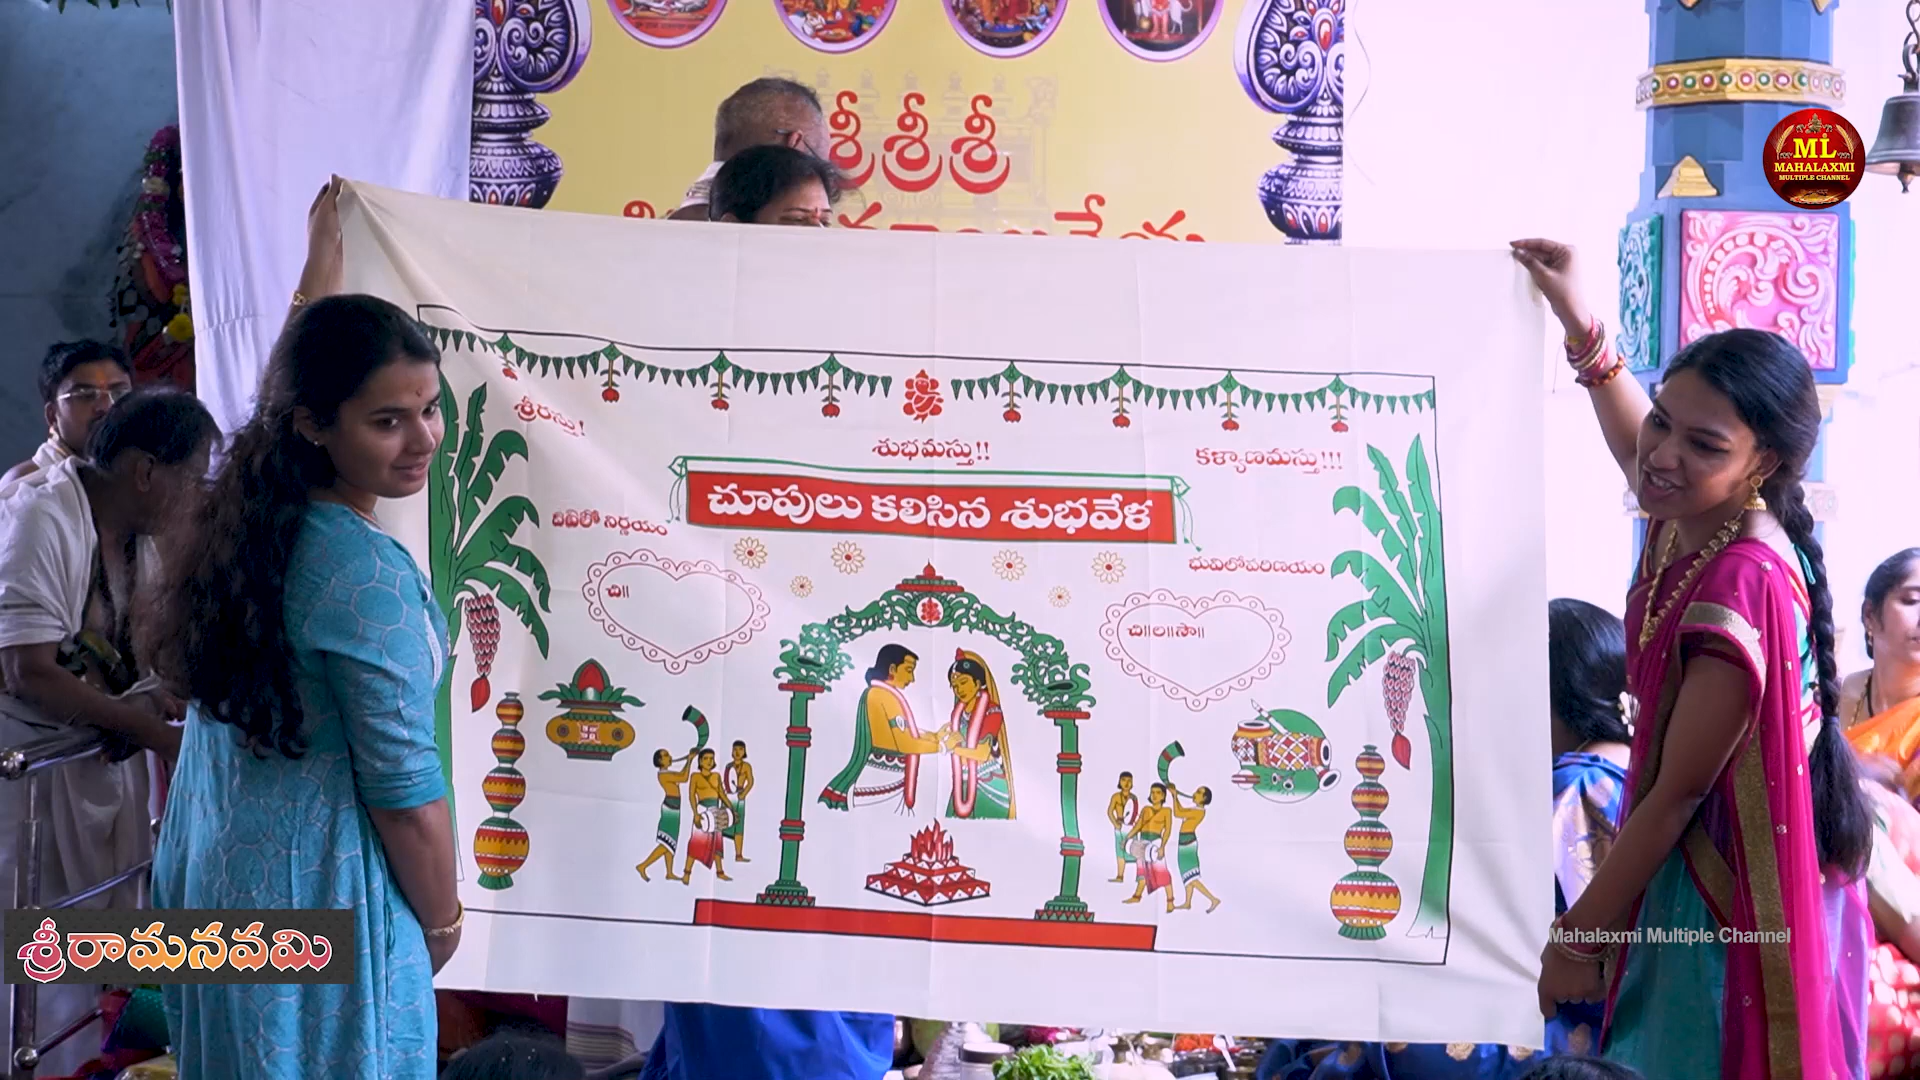 శ్రీశ్రీశ్రీ
ML
MAHALAXMI
MULTIPLE CHANNEL
శ్రీరస్తు!
శుభమస్తు!!
కళ్యాణమస్తు!!!
చూపులు కలిసిన శుభవేళ
దివిలో నిర్ణయం
భువిలోపరిణయం
చి॥
చి॥ల॥సౌ॥
శ్రీరామనవమి
Mahalaxmi Multiple Channel